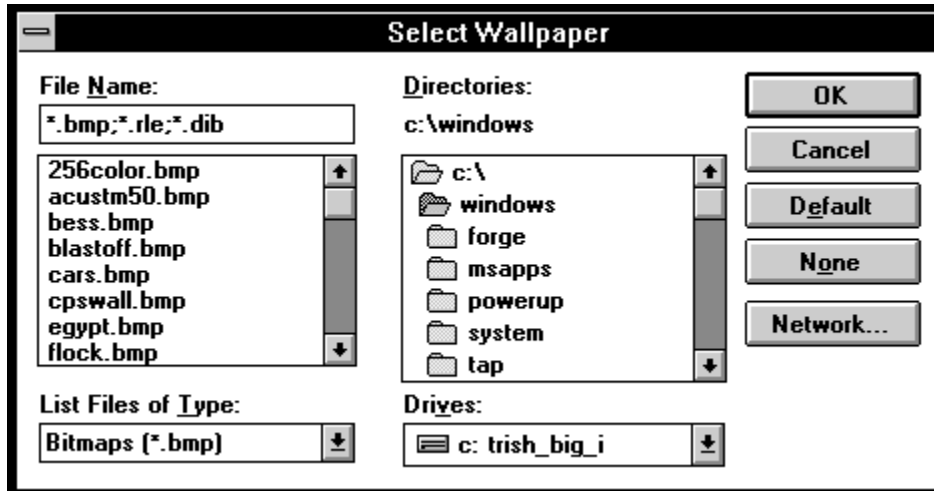 Select Wallpaper
File Name:
*.bmp;*.rle;*.dib
256color.bmp
acustm50.bmp
bess.bmp
blastoff.bmp
cars.bmp
cpswall.bmp
egypt.bmp
flock.bmp
List Files of Type:
Bitmaps (*.bmp)
Directories:
c:\windows
c:\
windows
forge
msapps
powerup
system
tap
Drives:
c: trish_big_i
OK
Cancel
Default
None
Network...